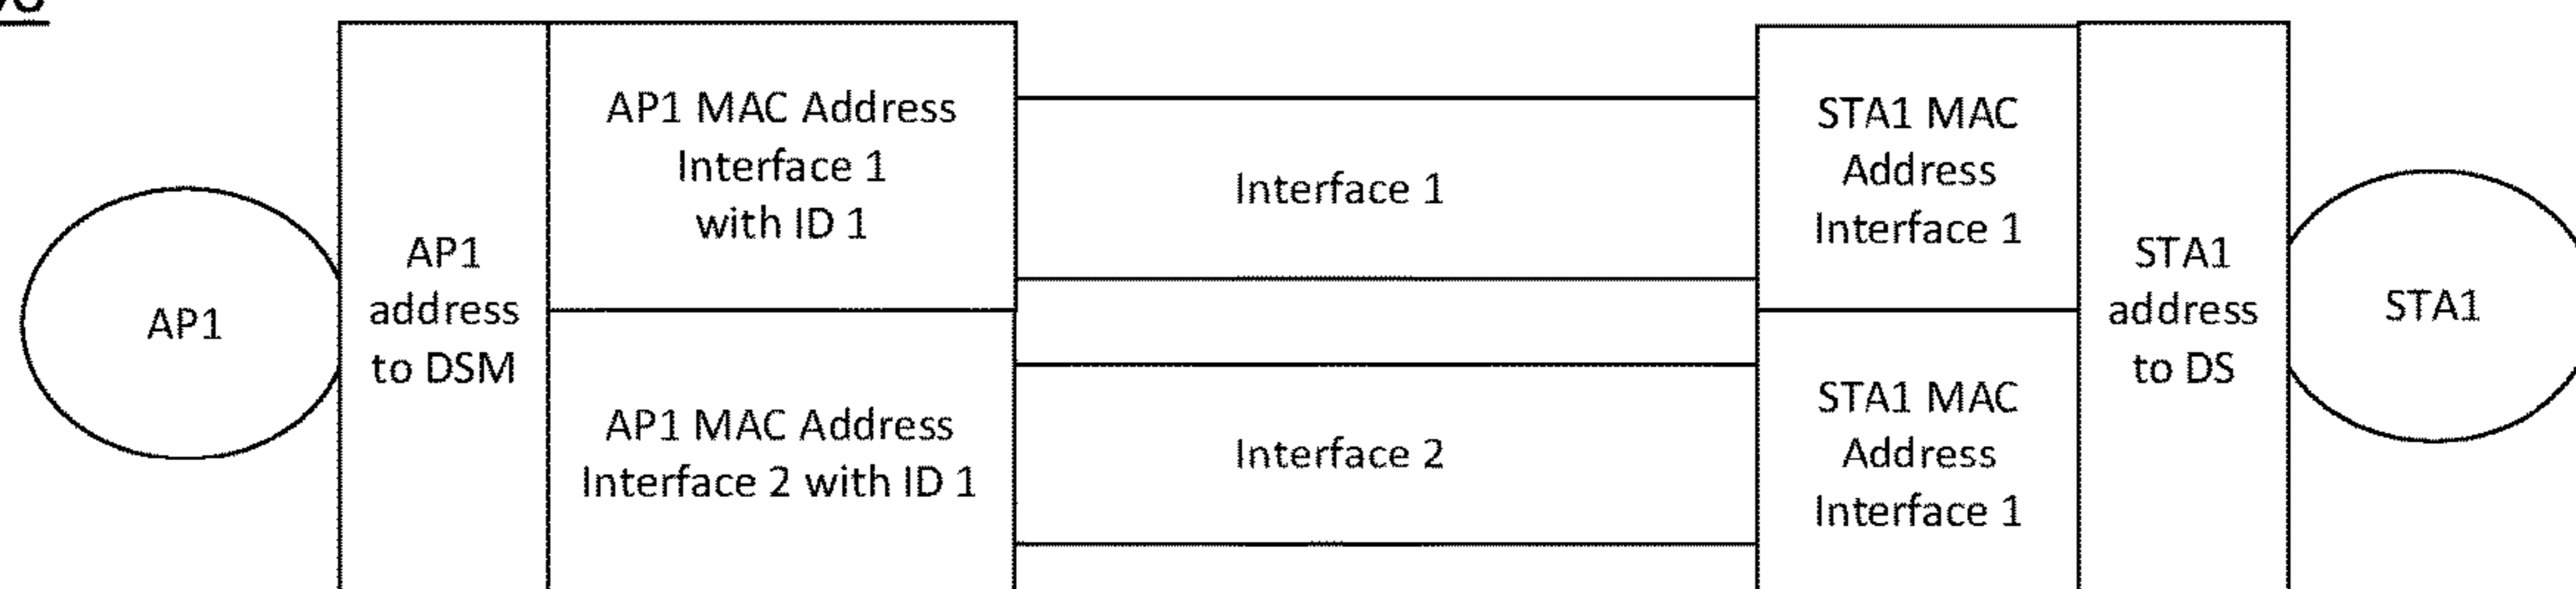 AP1
AP1
address
to DSM
AP1 MAC Address
Interface 1
with ID 1
AP1 MAC Address
Interface 2 with ID 1
Interface 1
Interface 2
STA1 MAC
Address
Interface 1
STA1 MAC
Address
Interface 1
STA1
address
to DS
STA1